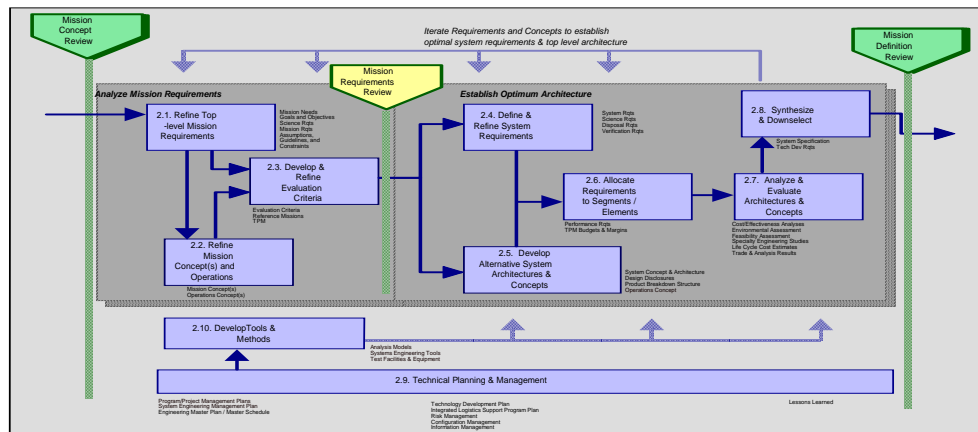 Mission
Concept
Review
Iterate Requirements and Concepts to establish
optimal system requirements & top level architecture
Mission
Definition
Review
Mission
Requirements
Review
Analyze Mission Requirements
Establish Optimum Architecture
2.1. Refine Top
-level Mission
Requirements
Mission Needs
Goals and Objectives
Science Rqts
Mission Rqts
Assumptions,
Guidelines, and
Constraints
2.4. Define &
Refine System
Requirements
System Rqts
Science Rqts
Disposal Rqts
Verification Rqts
2.8. Synthesize
& Downselect
System Specification
Tech Dev Rqts
2.3. Develop &
Refine
Evaluation
Criteria
Evaluation Criteria
Reference Missions
TPM
2.6. Allocate
Requirements
to Segments /
Elements
Performance Rqts
TPM Budgets & Margins
2.7. Analyze &
Evaluate
Architectures &
Concepts
Cost/Effectiveness Analyses
Environmental Assessment
Feasibility Assessment
Specialty Engineering Studies
Life Cycle Cost Estimates
Trade & Analysis Results
2.2. Refine
Mission
Concept(s) and
Operations
Mission Concept(s)
Operations Concept(s)
2.5. Develop
Alternative System
Architectures &
Concepts
System Concept & Architecture
Design Disclosures
Product Breakdown Structure
Operations Concept
2.10. DevelopTools &
Methods
Analysis Models
Systems Engineering Tools
Test Facilities & Equipment
2.9. Technical Planning & Management
Program/Project Management Plans
System Engineering Management Plan
Engineering Master Plan / Master Schedule
Technology Development Plan
Integrated Logistics Support Program Plan
Risk Management
Configuration Management
Information Management
Lessons Learned